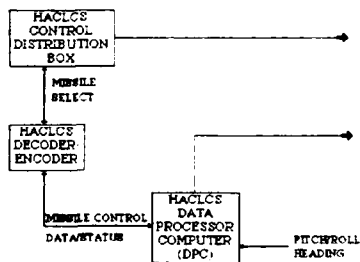 HACLCS
CONTROL
DISTRIBUTION
BOX
MISSILE
SELECT
HACLCS
DECODER-
ENCODER
MISSILE CONTROL
DATA/STATUS
HACLCS
DATA
PROCESSOR
COMPUTER
(DPC)
PITCH/ROLL
HEADING